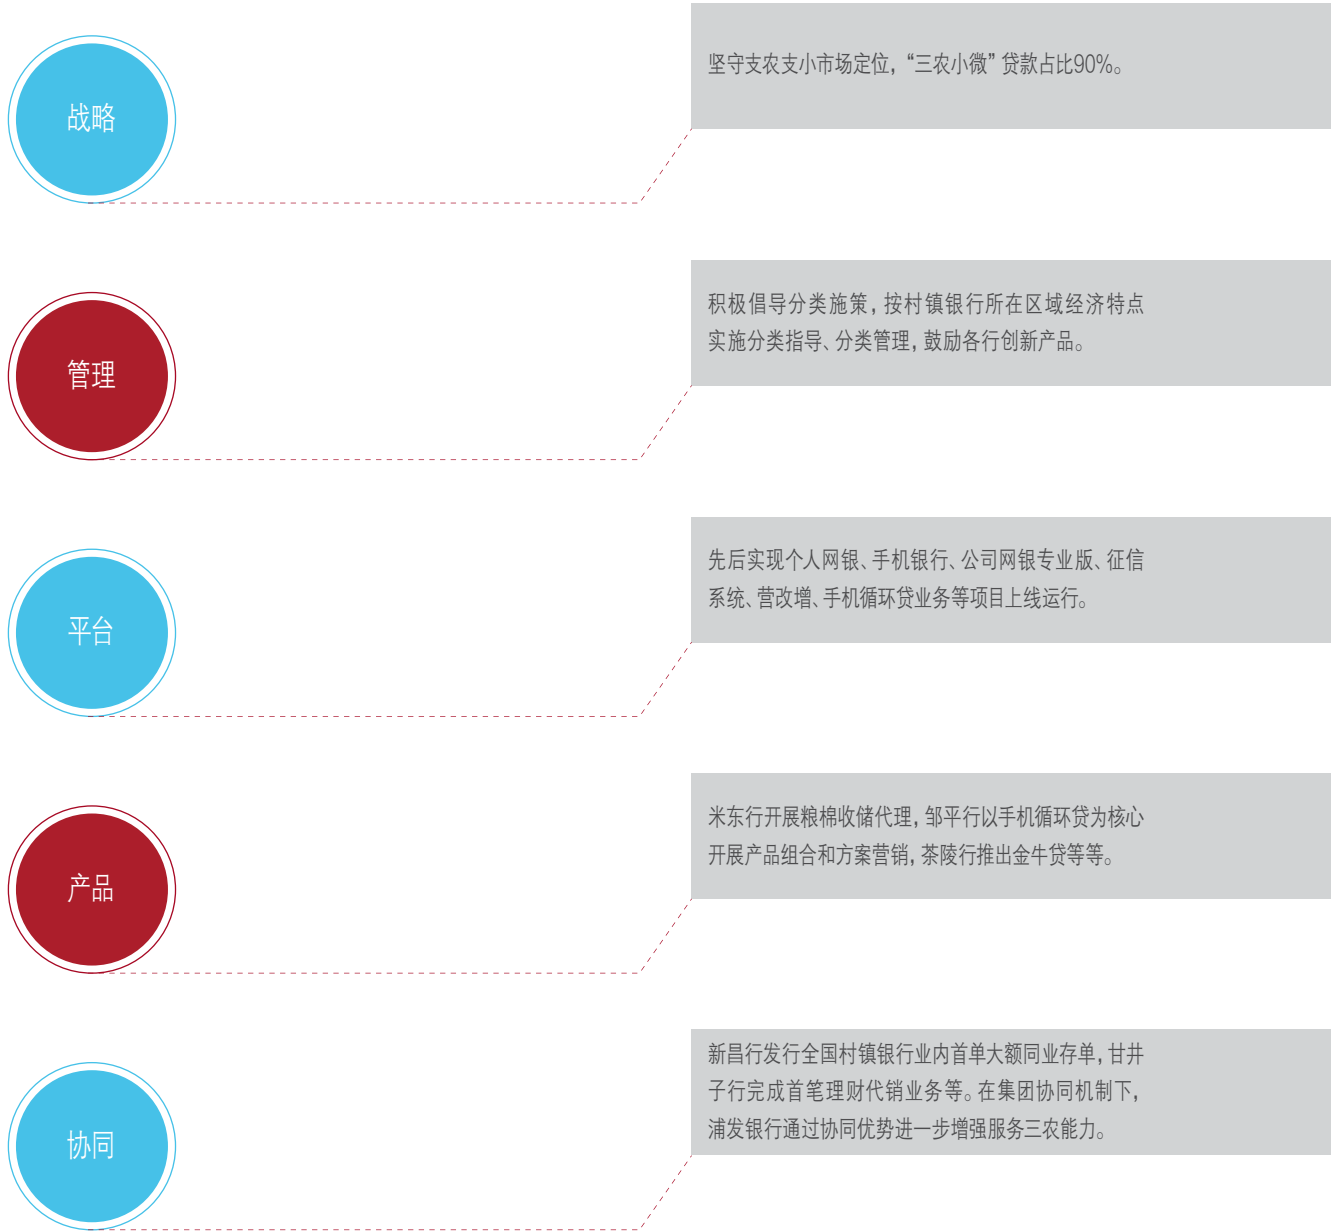 战略
坚守支农支小市场定位，“三农小微”贷款占比90%。
管理
积极倡导分类施策，按村镇银行所在区域经济特点
实施分类指导、分类管理，鼓励各行创新产品。
平台
先后实现个人网银、手机银行、公司网银专业版、征信
系统、营改增、手机循环贷业务等项目上线运行。
产品
米东行开展粮棉收储代理，邹平行以手机循环贷为核心
开展产品组合和方案营销，茶陵行推出金牛贷等等。
协同
新昌行发行全国村镇银行业内首单大额同业存单，甘井
子行完成首笔理财代销业务等。在集团协同机制下，
浦发银行通过协同优势进一步增强服务三农能力。